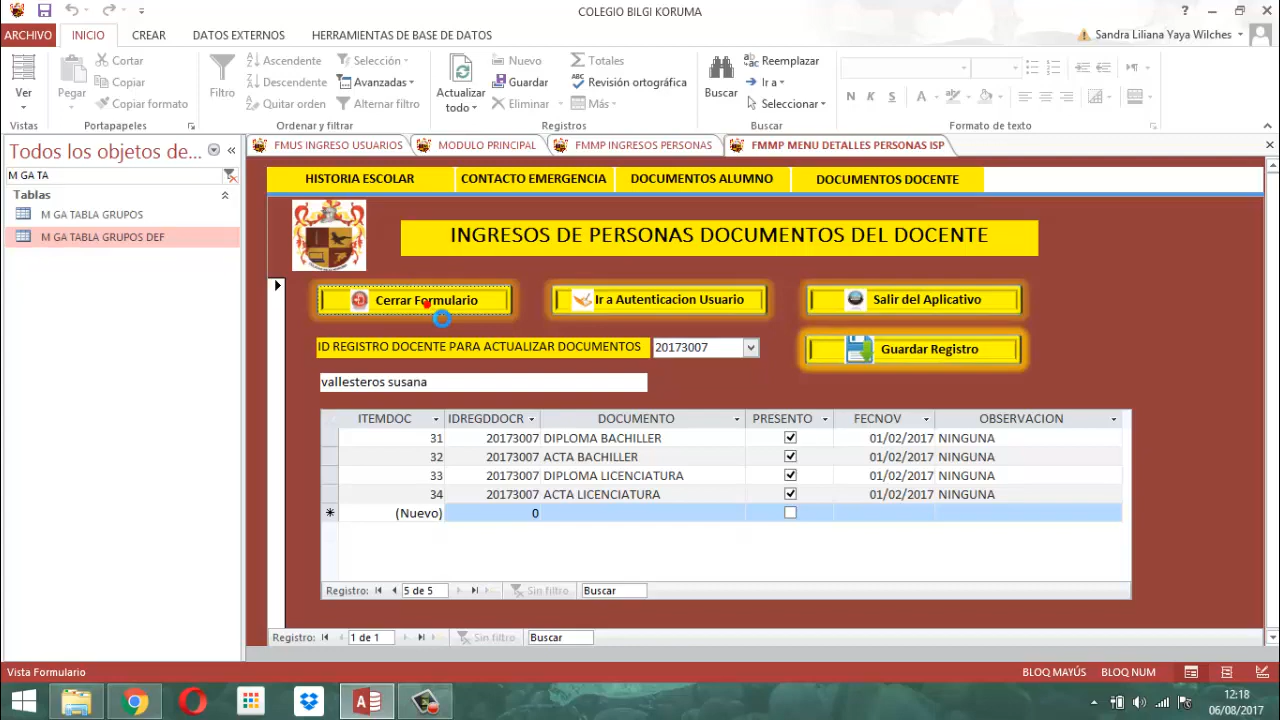 COLEGIO BILGI KORUMA
ARCHIVO INICIO CREAR DATOS EXTERNOS HERRAMIENTAS DE BASE DE DATOS
Sandra Liliana Yaya Wilches
Ver
Vistas
Pegar
Cortar
Copiar
Copiar formato
Portapapeles
Filtro
Ascendente
Descendente
Quitar orden
Selección
Avanzadas
Alternar filtro
Ordenar y filtrar
Actualizar todo
Nuevo
Guardar
Eliminar
Totales
Revisión ortográfica
Más
Registros
Buscar
Reemplazar
Ir a
Seleccionar
Buscar
N K S
A
Formato de texto
Todos los objetos de...
M GA TA
Tablas
M GA TABLA GRUPOS
M GA TABLA GRUPOS DEF
FMUS INGRESO USUARIOS MODULO PRINCIPAL FMMP INGRESOS PERSONAS FMMP MENU DETALLES PERSONAS ISP
HISTORIA ESCOLAR CONTACTO EMERGENCIA DOCUMENTOS ALUMNO DOCUMENTOS DOCENTE
INGRESOS DE PERSONAS DOCUMENTOS DEL DOCENTE
Cerrar Formulario Ir a Autenticacion Usuario Salir del Aplicativo
ID REGISTRO DOCENTE PARA ACTUALIZAR DOCUMENTOS 20173007 Guardar Registro
vallesteros susana
ITEMDOC IDREGDDOCR DOCUMENTO PRESENTO FECNOV OBSERVACION
31 20173007 DIPLOMA BACHILLER 01/02/2017 NINGUNA
32 20173007 ACTA BACHILLER 01/02/2017 NINGUNA
33 20173007 DIPLOMA LICENCIATURA 01/02/2017 NINGUNA
34 20173007 ACTA LICENCIATURA 01/02/2017 NINGUNA
(Nuevo) 0
Registro: 5 de 5 Sin filtro Buscar
Registro: 1 de 1 Sin filtro Buscar
Vista Formulario BLOQ MAYÚS BLOQ NUM
12:18
06/08/2017